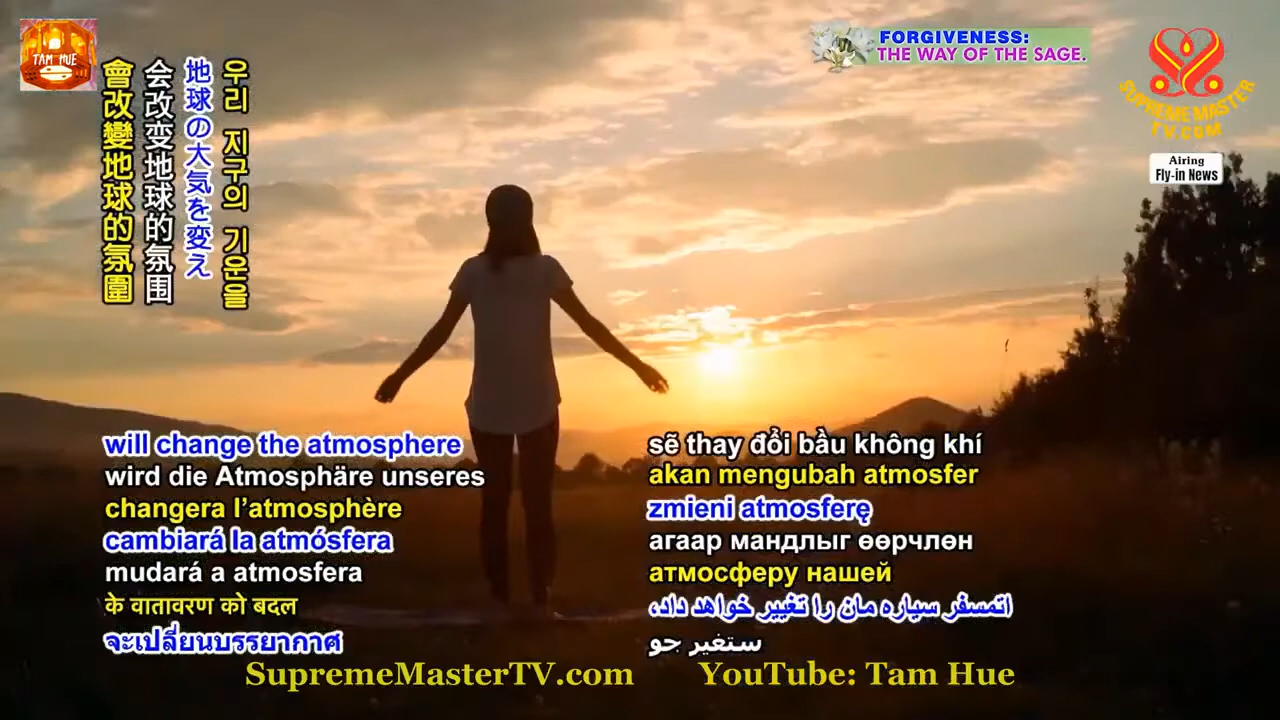 TAM HUE
FORGIVENESS:
THE WAY OF THE SAGE.
SUPREME MASTER
TV.COM
Airing
Fly-in News
우리 지구의 기운을
地球の大気を変え
会改变地球的氛围
會改變地球的氛圍
will change the atmosphere
wird die Atmosphäre unseres
changera l’atmosphère
cambiará la atmósfera
mudará a atmosfera
के वातावरण को बदल
จะเปลี่ยนบรรยากาศ
sẽ thay đổi bầu không khí
akan mengubah atmosfer
zmieni atmosferę
агаар мандлыг өөрчлөн
атмосферу нашей
اتمسفر سیاره مان را تغییر خواهد داد،
ستغير جو
SupremeMasterTV.com
YouTube: Tam Hue